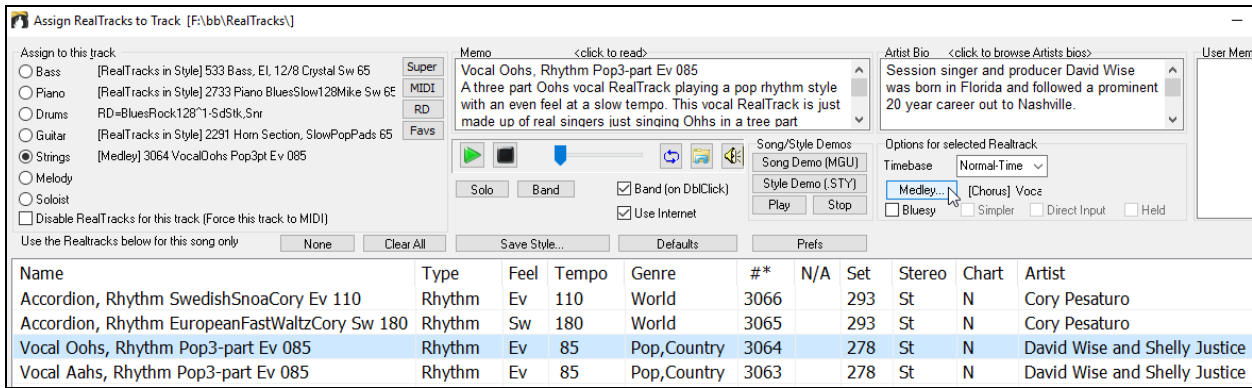 Assign RealTracks to Track [F:\bb\RealTracks\]
Assign to this track
Bass [RealTracks in Style] 533 Bass, El, 12/8 Crystal Sw 65 Super
Piano [RealTracks in Style] 2733 Piano BluesSlow128Mike Sw 65 MIDI
Drums RD=BluesRock128^1-SdStk,Snr RD
Guitar [RealTracks in Style] 2291 Horn Section, SlowPopPads 65 Favs
Strings [Medley] 3064 VocalOohs Pop3pt Ev 085
Melody
Soloist
Disable RealTracks for this track (Force this track to MIDI)
Use the Realtracks below for this song only None Clear All
Memo <click to read>
Vocal Oohs, Rhythm Pop3-part Ev 085
A three part Oohs vocal RealTrack playing a pop rhythm style
with an even feel at a slow tempo. This vocal RealTrack is just
made up of real singers just singing Ohhs in a tree part
Solo Band Band (on DblClick)
Use Internet
Song/Style Demos
Song Demo (MGU)
Style Demo (.STY)
Play Stop
Save Style... Defaults Prefs
Artist Bio <click to browse Artists bios>
Session singer and producer David Wise
was born in Florida and followed a prominent
20 year career out to Nashville.
Options for selected Realtrack
Timebase Normal-Time
Medley... [Chorus] Voca
Bluesy Simpler Direct Input Held
User Mem
Name Type Feel Tempo Genre #* N/A Set Stereo Chart Artist
Accordion, Rhythm SwedishSnoaCory Ev 110 Rhythm Ev 110 World 3066 293 St N Cory Pesaturo
Accordion, Rhythm EuropeanFastWaltzCory Sw 180 Rhythm Sw 180 World 3065 293 St N Cory Pesaturo
Vocal Oohs, Rhythm Pop3-part Ev 085 Rhythm Ev 85 Pop,Country 3064 278 St N David Wise and Shelly Justice
Vocal Aahs, Rhythm Pop3-part Ev 085 Rhythm Ev 85 Pop,Country 3063 278 St N David Wise and Shelly Justice